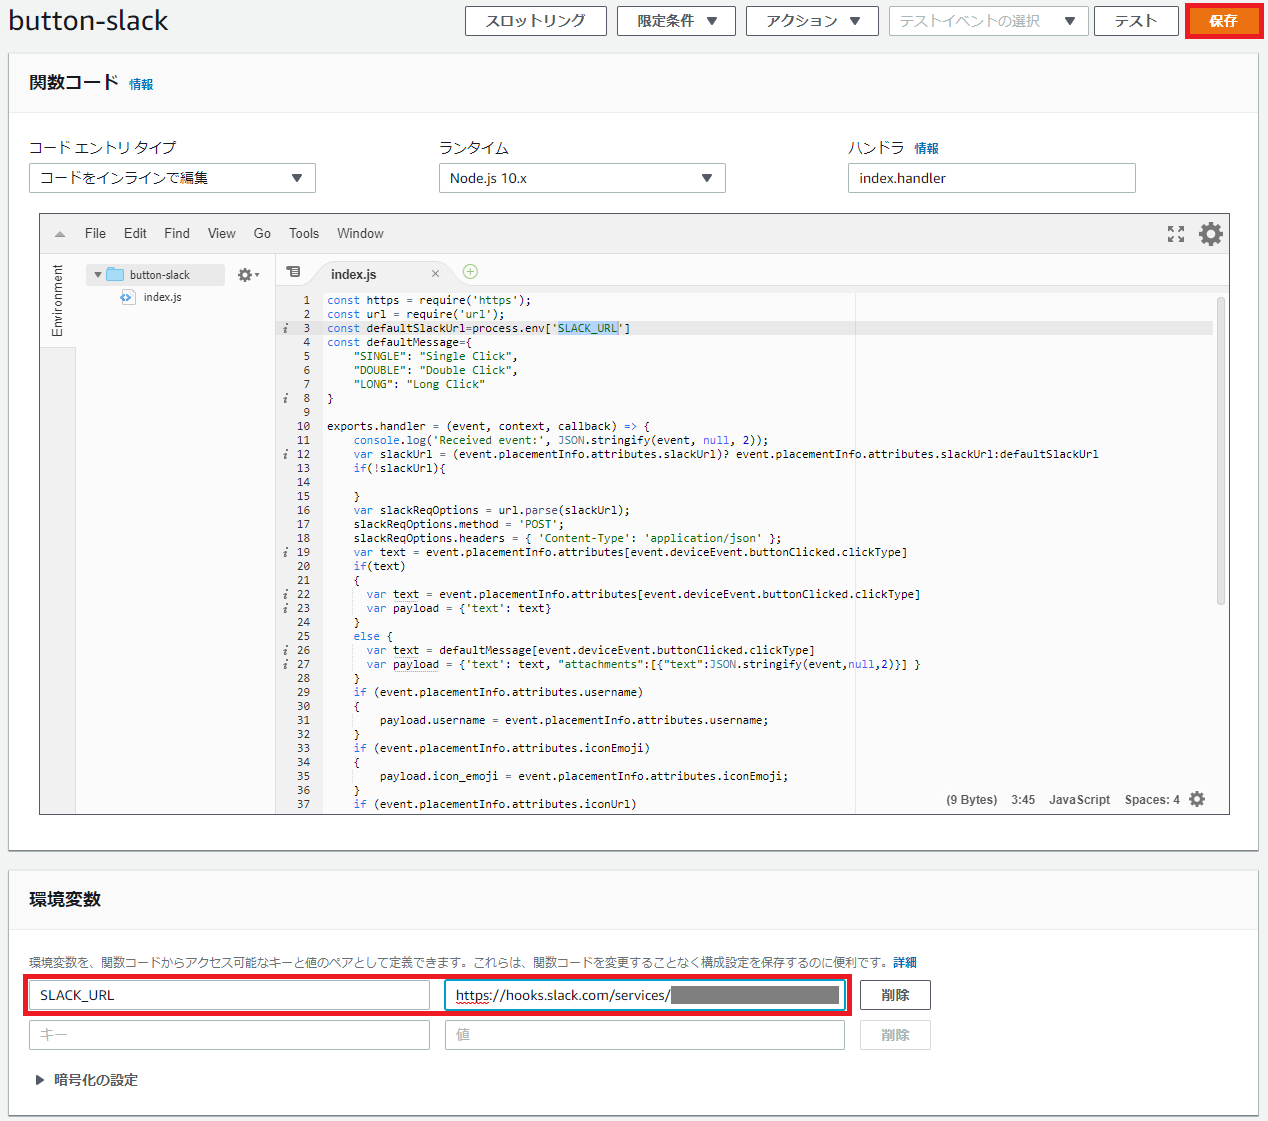 button-slack
スロットリング 限定条件 アクション テストイベントの選択 テスト 保存
関数コード 情報
コード エントリ タイプ ランタイム ハンドラ 情報
コードをインラインで編集 Node.js 10.x index.handler
File Edit Find View Go Tools Window
Environment
button-slack
index.js
index.js
1 const https = require('https');
2 const url = require('url');
3 const defaultSlackUrl=process.env['SLACK_URL']
4 const defaultMessage={
5 "SINGLE": "Single Click",
6 "DOUBLE": "Double Click",
7 "LONG": "Long Click"
8 }
9
10 exports.handler = (event, context, callback) => {
11 console.log('Received event:', JSON.stringify(event, null, 2));
12 var slackUrl = (event.placementInfo.attributes.slackUrl)? event.placementInfo.attributes.slackUrl:defaultSlackUrl
13 if(!slackUrl){
14
15 }
16 var slackReqOptions = url.parse(slackUrl);
17 slackReqOptions.method = 'POST';
18 slackReqOptions.headers = { 'Content-Type': 'application/json' };
19 var text = event.placementInfo.attributes[event.deviceEvent.buttonClicked.clickType]
20 if(text)
21 {
22 var text = event.placementInfo.attributes[event.deviceEvent.buttonClicked.clickType]
23 var payload = {'text': text}
24 }
25 else {
26 var text = defaultMessage[event.deviceEvent.buttonClicked.clickType]
27 var payload = {'text': text, "attachments":[{"text":JSON.stringify(event,null,2)}] }
28 }
29 if (event.placementInfo.attributes.username)
30 {
31 payload.username = event.placementInfo.attributes.username;
32 }
33 if (event.placementInfo.attributes.iconEmoji)
34 {
35 payload.icon_emoji = event.placementInfo.attributes.iconEmoji;
36 }
37 if (event.placementInfo.attributes.iconUrl)
(9 Bytes) 3:45 JavaScript Spaces: 4
環境変数
環境変数を、関数コードからアクセス可能なキーと値のペアとして定義できます。これらは、関数コードを変更することなく構成設定を保存するのに便利です。詳細
SLACK_URL https://hooks.slack.com/services/ 削除
キー 値 削除
暗号化の設定